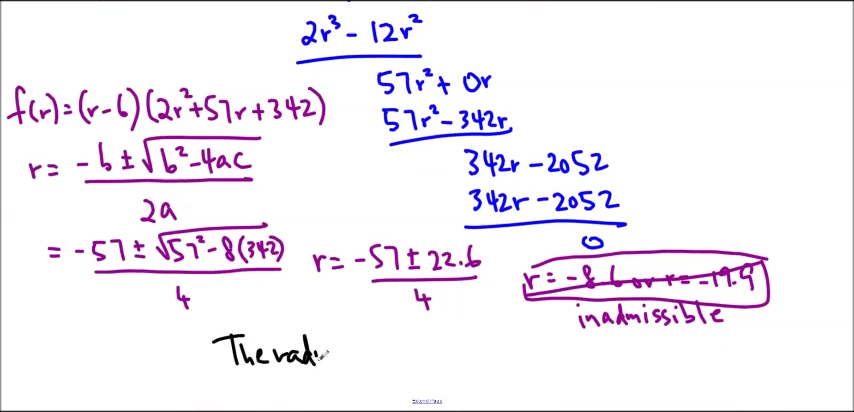 2r³ - 12r²
57r² + 0r
57r² - 342r
342r - 2052
342r - 2052
0
f(r) = (r-6)(2r²+57r+342)
r = -b ± √b²-4ac / 2a
= -57 ± √57²-8(342) / 4
r = -57 ± 22.6 / 4
r = -8.6 or r = -19.9
inadmissible
The radi